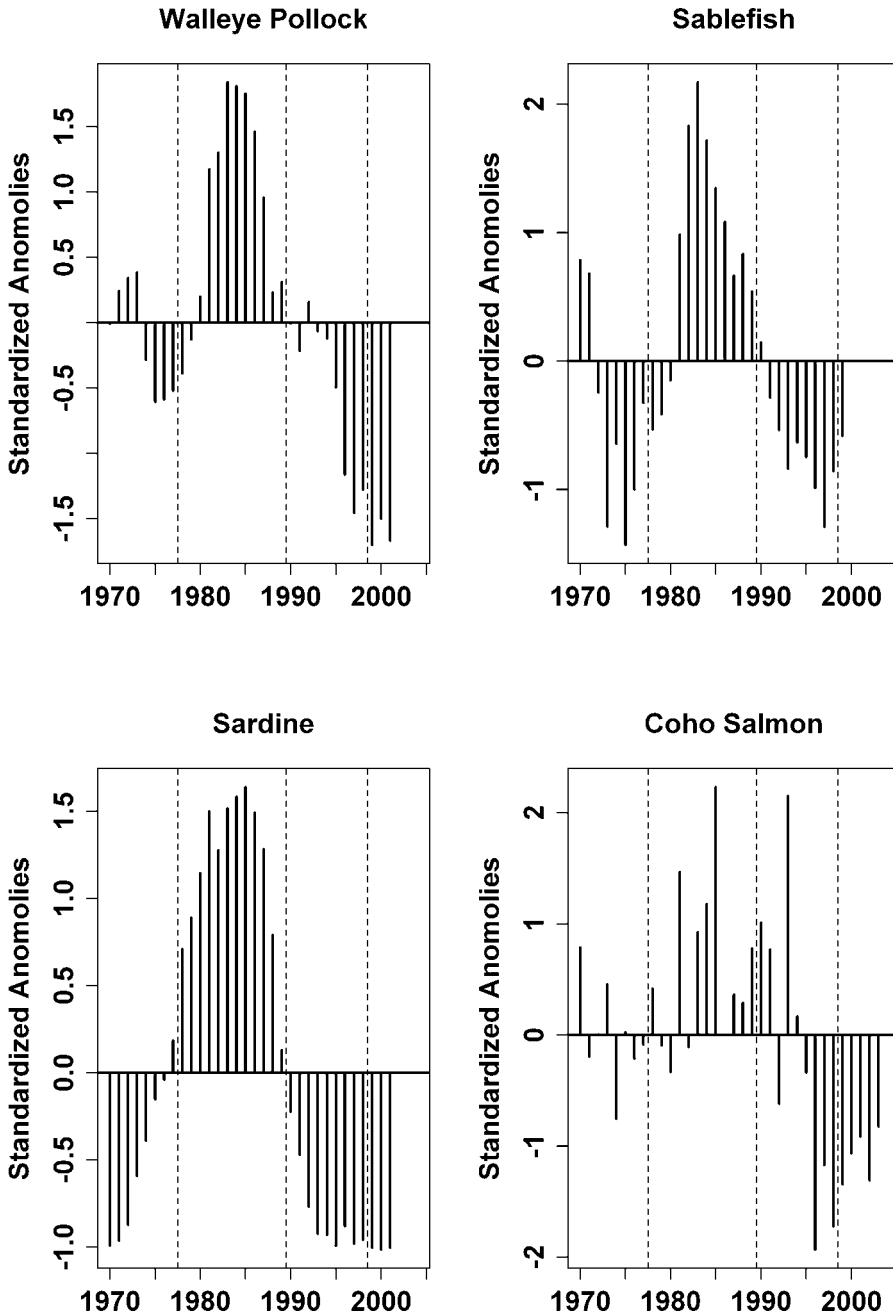 Walleye Pollock
Standardized Anomolies
1.5
1.0
0.5
-0.5
-1.5
1970 1980 1990 2000
Sablefish
Standardized Anomolies
2
1
0
-1
1970 1980 1990 2000
Sardine
Standardized Anomolies
1.5
1.0
0.5
0.0
-0.5
-1.0
1970 1980 1990 2000
Coho Salmon
Standardized Anomolies
2
1
0
-1
-2
1970 1980 1990 2000